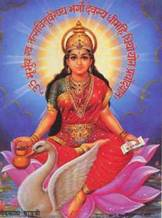 ॐ भूर्भुवः स्वः तत्सवितुर्वरेण्यं भर्गो देवस्य धीमहि धियो यो नः प्रचोदयात्